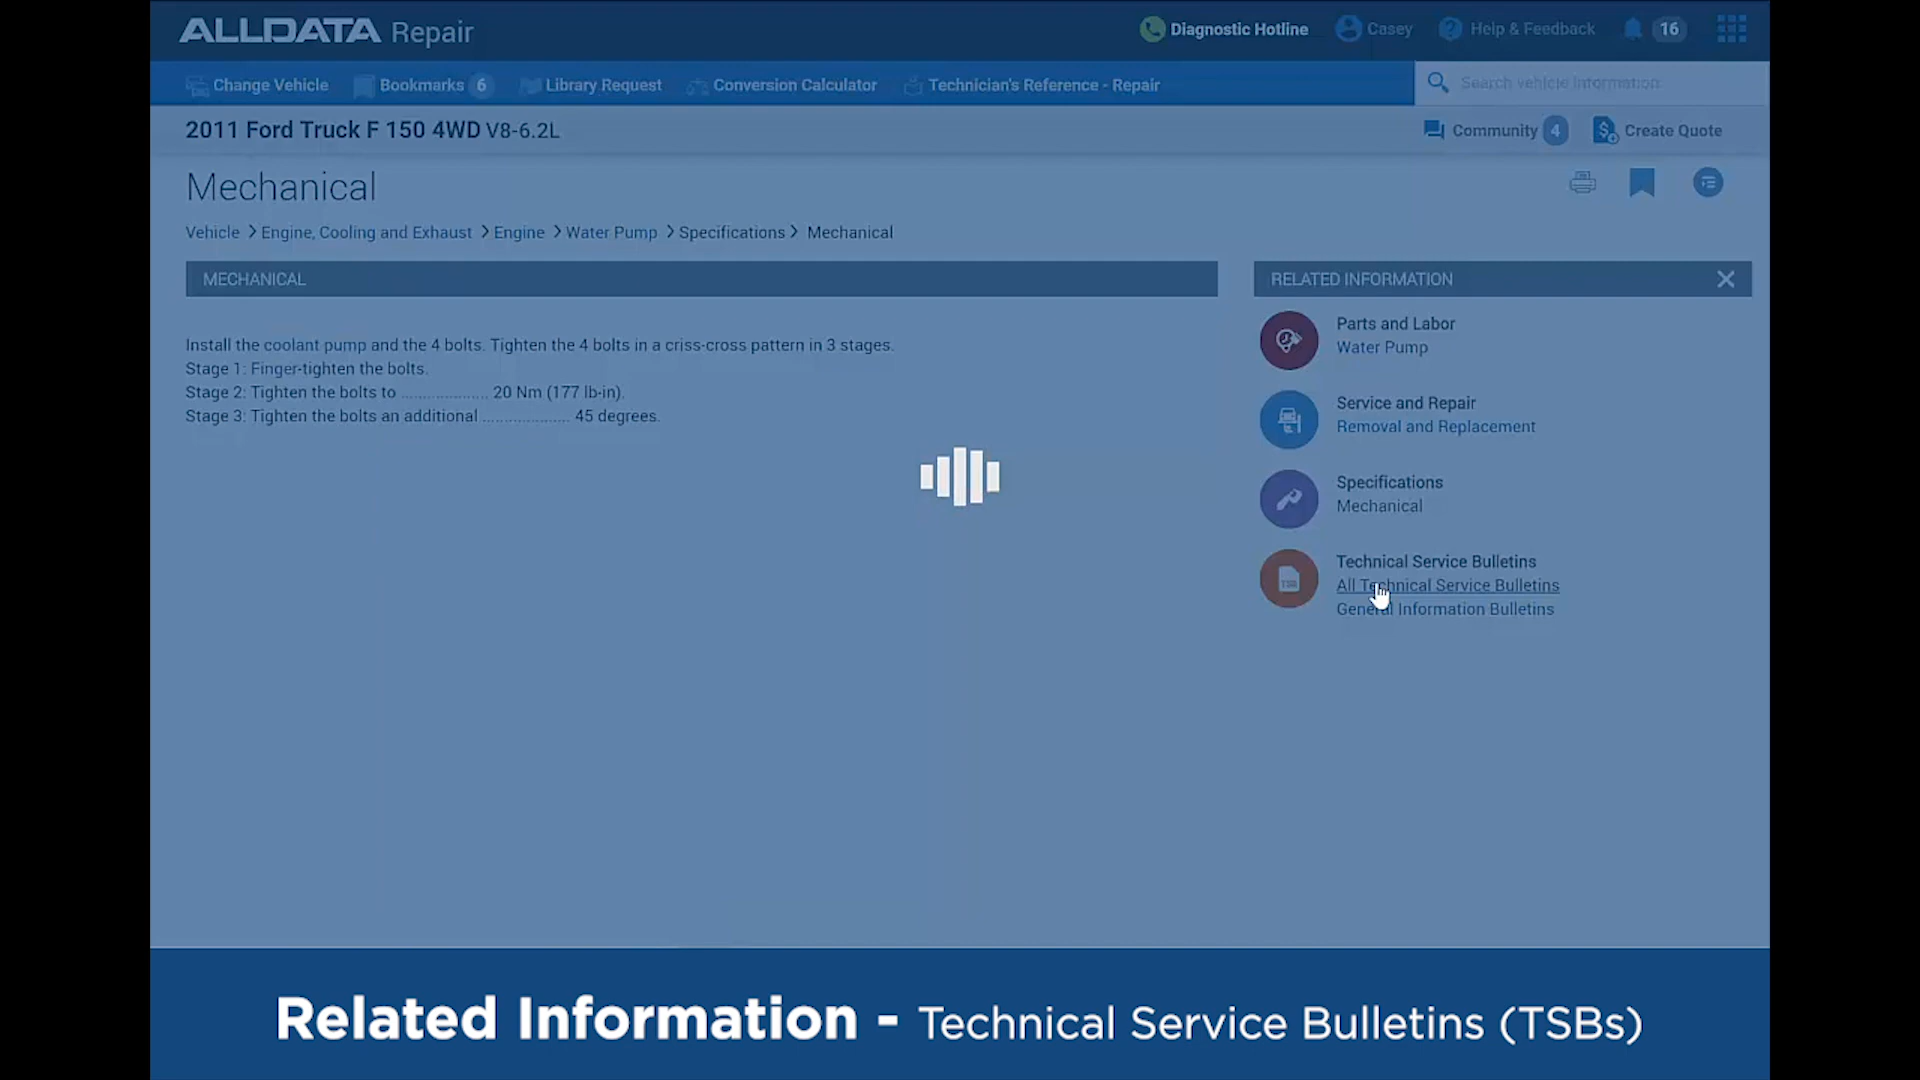 ALLDATA Repair
Diagnostic Hotline
Casey
Help & Feedback
16
Change Vehicle
Bookmarks 6
Library Request
Conversion Calculator
Technician's Reference - Repair
Search vehicle information
2011 Ford Truck F 150 4WD V8-6.2L
Community 4
Create Quote
Mechanical
Vehicle > Engine, Cooling and Exhaust > Engine > Water Pump > Specifications > Mechanical
MECHANICAL
Install the coolant pump and the 4 bolts. Tighten the 4 bolts in a criss-cross pattern in 3 stages.
Stage 1: Finger-tighten the bolts.
Stage 2: Tighten the bolts to .................... 20 Nm (177 lb-in).
Stage 3: Tighten the bolts an additional .................... 45 degrees.
RELATED INFORMATION
Parts and Labor
Water Pump
Service and Repair
Removal and Replacement
Specifications
Mechanical
TSB
Technical Service Bulletins
All Technical Service Bulletins
General Information Bulletins
Related Information - Technical Service Bulletins (TSBs)